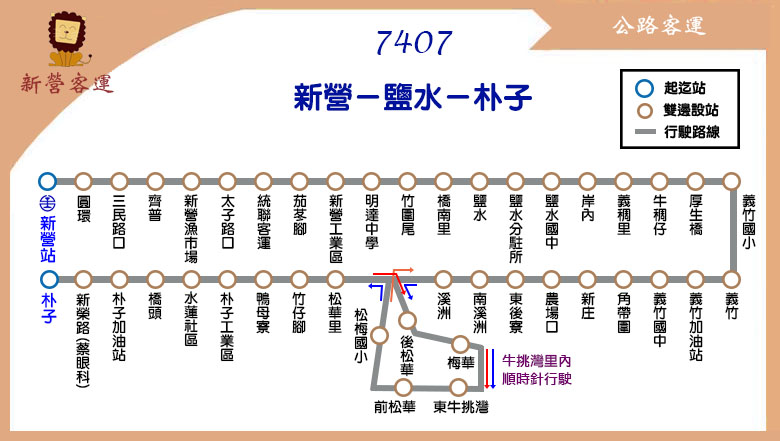 新營客運
7407
公路客運
新營－鹽水－朴子
起迄站
雙邊設站
行駛路線
主 新營站
圓環
三民路口
齊普
新營漁市場
太子路口
統聯客運
茄苳腳
新營工業區
明達中學
竹圍尾
橋南里
鹽水
鹽水分駐所
鹽水國中
岸內
義稠里
牛稠仔
厚生橋
義竹國小
朴子
新榮路(蔡眼科)
朴子加油站
橋頭
水蓮社區
朴子工業區
鴨母寮
竹仔腳
松華里
溪洲
南溪洲
東後寮
農場口
新庄
角帶圍
義竹國中
義竹加油站
義竹
松梅國小
後松華
梅華
前松華
東牛挑灣
牛挑灣里內
順時針行駛